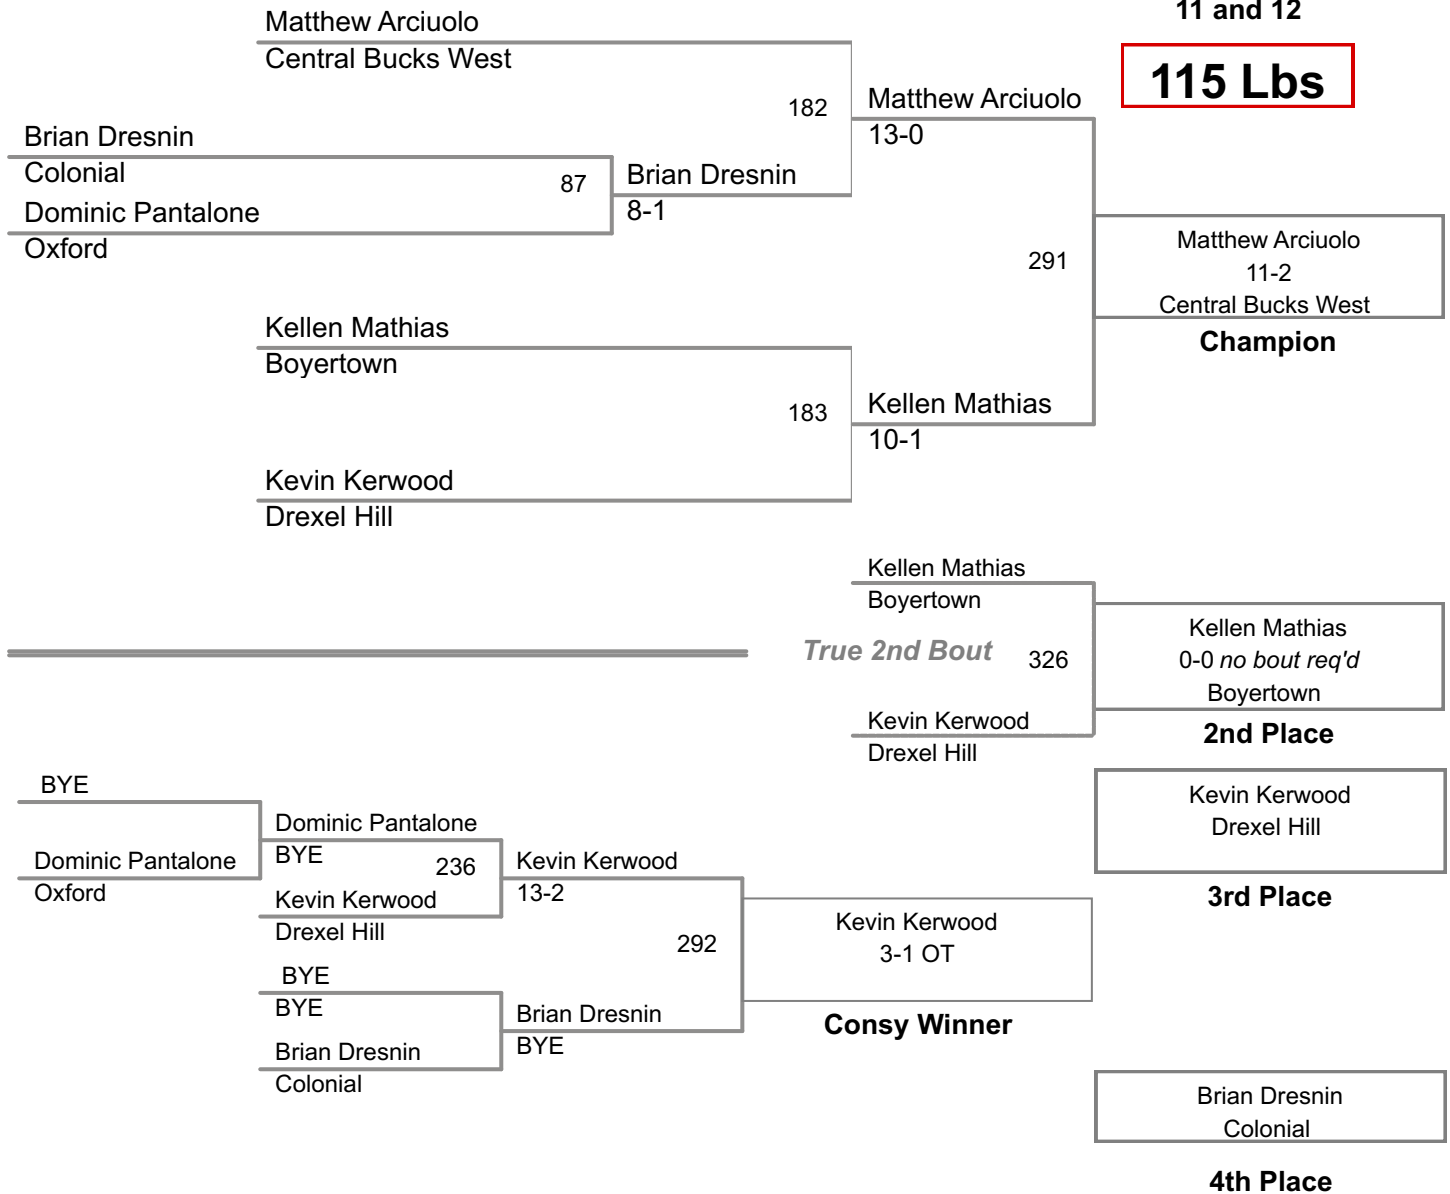 11 and 12
115 Lbs
Matthew Arciuolo
Central Bucks West
182
Matthew Arciuolo
13-0
Brian Dresnin
Colonial
87
Brian Dresnin
8-1
Dominic Pantalone
Oxford
291
Matthew Arciuolo
11-2
Central Bucks West
Champion
Kellen Mathias
Boyertown
183
Kellen Mathias
10-1
Kevin Kerwood
Drexel Hill
Kellen Mathias
Boyertown
True 2nd Bout
326
Kellen Mathias
0-0 no bout req'd
Boyertown
2nd Place
Kevin Kerwood
Drexel Hill
Kevin Kerwood
Drexel Hill
3rd Place
BYE
Dominic Pantalone
Oxford
Dominic Pantalone
BYE
236
Kevin Kerwood
Drexel Hill
Kevin Kerwood
13-2
292
BYE
BYE
Brian Dresnin
Colonial
Brian Dresnin
BYE
Kevin Kerwood
3-1 OT
Consy Winner
Brian Dresnin
Colonial
4th Place